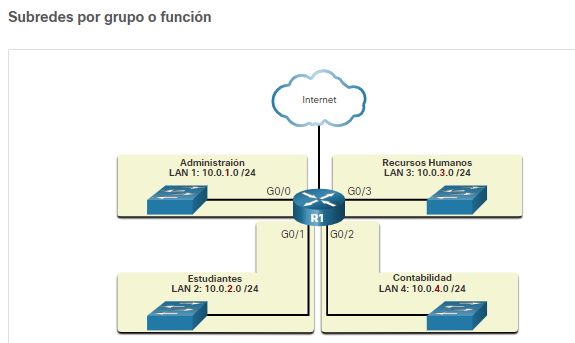 Subredes por grupo o función
Internet
Administraión
LAN 1: 10.0.1.0 /24
Recursos Humanos
LAN 3: 10.0.3.0 /24
G0/0
G0/3
R1
G0/1
G0/2
Estudiantes
LAN 2: 10.0.2.0 /24
Contabilidad
LAN 4: 10.0.4.0 /24